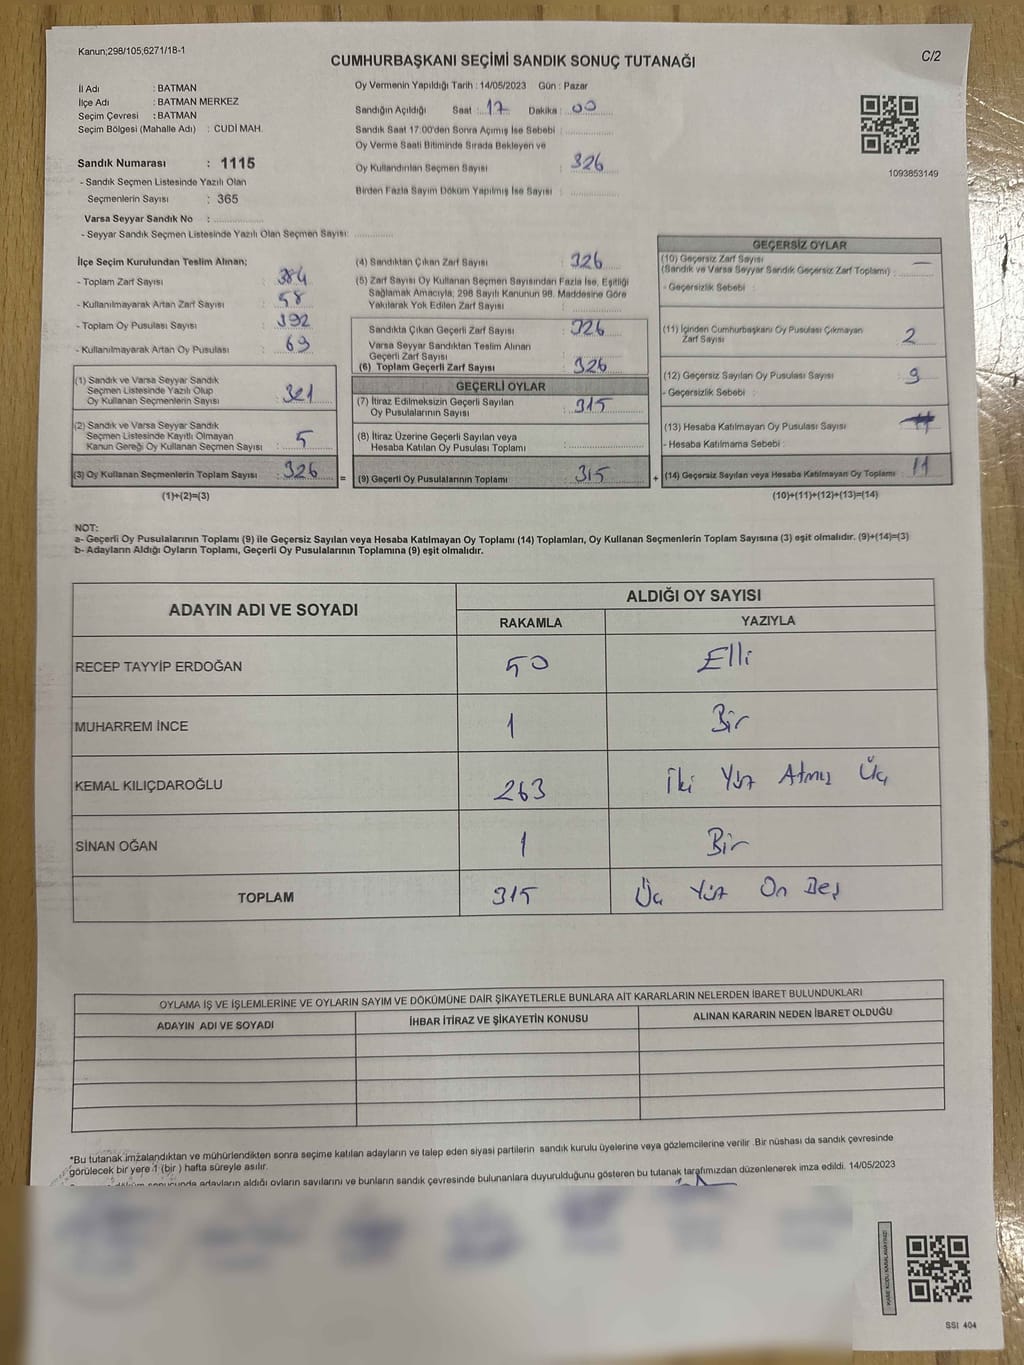 Kanun;298/105,6271/18-1
CUMHURBAŞKANI SEÇİMİ SANDIK SONUÇ TUTANAĞI
C/2
İl Adı : BATMAN
İlçe Adı : BATMAN MERKEZ
Seçim Çevresi : BATMAN
Seçim Bölgesi (Mahalle Adı) : CUDİ MAH.
Sandık Numarası : 1115
- Sandık Seçmen Listesinde Yazılı Olan
Seçmenlerin Sayısı : 365
Varsa Seyyar Sandık No : ................
- Seyyar Sandık Seçmen Listesinde Yazılı Olan Seçmen Sayısı: ............
Oy Vermenin Yapıldığı Tarih : 14/05/2023 Gün : Pazar
Sandığın Açıldığı Saat : 17 Dakika : 00
Sandık Saat 17:00'den Sonra Açımış İse Sebebi : ................
Oy Verme Saati Bitiminde Sırada Bekleyen ve
Oy Kullandırılan Seçmen Sayısı : 326
Birden Fazla Sayım Döküm Yapılmış İse Sayısı : ................
1093853149
İlçe Seçim Kurulundan Teslim Alınan;
- Toplam Zarf Sayısı : 384
- Kullanılmayarak Artan Zarf Sayısı : 58
- Toplam Oy Pusulası Sayısı : 392
- Kullanılmayarak Artan Oy Pusulası : 69
(1) Sandık ve Varsa Seyyar Sandık
Seçmen Listesinde Yazılı Olup
Oy Kullanan Seçmenlerin Sayısı : 321
(2) Sandık ve Varsa Seyyar Sandık
Seçmen Listesinde Kayıtlı Olmayan
Kanun Gereği Oy Kullanan Seçmen Sayısı : 5
(3) Oy Kullanan Seçmenlerin Toplam Sayısı : 326 =
(1)+(2)=(3)
(4) Sandıktan Çıkan Zarf Sayısı : 326
(5) Zarf Sayısı Oy Kullanan Seçmen Sayısından Fazla İse, Eşitliği
Sağlamak Amacıyla; 298 Sayılı Kanunun 98. Maddesine Göre
Yakılarak Yok Edilen Zarf Sayısı : ................
Sandıkta Çıkan Geçerli Zarf Sayısı : 326
Varsa Seyyar Sandıktan Teslim Alınan
Geçerli Zarf Sayısı : ................
(6) Toplam Geçerli Zarf Sayısı : 326
GEÇERLİ OYLAR
(7) İtiraz Edilmeksizin Geçerli Sayılan
Oy Pusulalarının Sayısı : 315
(8) İtiraz Üzerine Geçerli Sayılan veya
Hesaba Katılan Oy Pusulası Toplamı : ................
(9) Geçerli Oy Pusulalarının Toplamı : 315 +
GEÇERSİZ OYLAR
(10) Geçersiz Zarf Sayısı
(Sandık ve Varsa Seyyar Sandık Geçersiz Zarf Toplamı) : —
- Geçersizlik Sebebi :
(11) İçinden Cumhurbaşkanı Oy Pusulası Çıkmayan
Zarf Sayısı 2
(12) Geçersiz Sayılan Oy Pusulası Sayısı 9
- Geçersizlik Sebebi :
(13) Hesaba Katılmayan Oy Pusulası Sayısı
- Hesaba Katılmama Sebebi :
(14) Geçersiz Sayılan veya Hesaba Katılmayan Oy Toplamı : 11
(10)+(11)+(12)+(13)=(14)
NOT:
a- Geçerli Oy Pusulalarının Toplamı (9) ile Geçersiz Sayılan veya Hesaba Katılmayan Oy Toplamı (14) Toplamları, Oy Kullanan Seçmenlerin Toplam Sayısına (3) eşit olmalıdır. (9)+(14)=(3)
b- Adayların Aldığı Oyların Toplamı, Geçerli Oy Pusulalarının Toplamına (9) eşit olmalıdır.
ADAYIN ADI VE SOYADI ALDIĞI OY SAYISI
RAKAMLA YAZIYLA
RECEP TAYYİP ERDOĞAN 50 Elli
MUHARREM İNCE 1 Bir
KEMAL KILIÇDAROĞLU 263 İki Yüz Atmış Üç
SİNAN OĞAN 1 Bir
TOPLAM 315 Üç Yüz On Beş
OYLAMA İŞ VE İŞLEMLERİNE VE OYLARIN SAYIM VE DÖKÜMÜNE DAİR ŞİKAYETLERLE BUNLARA AİT KARARLARIN NELERDEN İBARET BULUNDUKLARI
ADAYIN ADI VE SOYADI İHBAR İTİRAZ VE ŞİKAYETİN KONUSU ALINAN KARARIN NEDEN İBARET OLDUĞU
*Bu tutanak imzalandıktan ve mühürlendikten sonra seçime katılan adayların ve talep eden siyasi partilerin sandık kurulu üyelerine veya gözlemcilerine verilir .Bir nüshası da sandık çevresinde
görülecek bir yere 1 (bir ) hafta süreyle asılır.
adayların aldığı oyların sayılarını ve bunların sandık çevresinde bulunanlara duyurulduğunu gösteren bu tutanak tarafımızdan düzenlenerek imza edildi. 14/05/2023
SSI 404